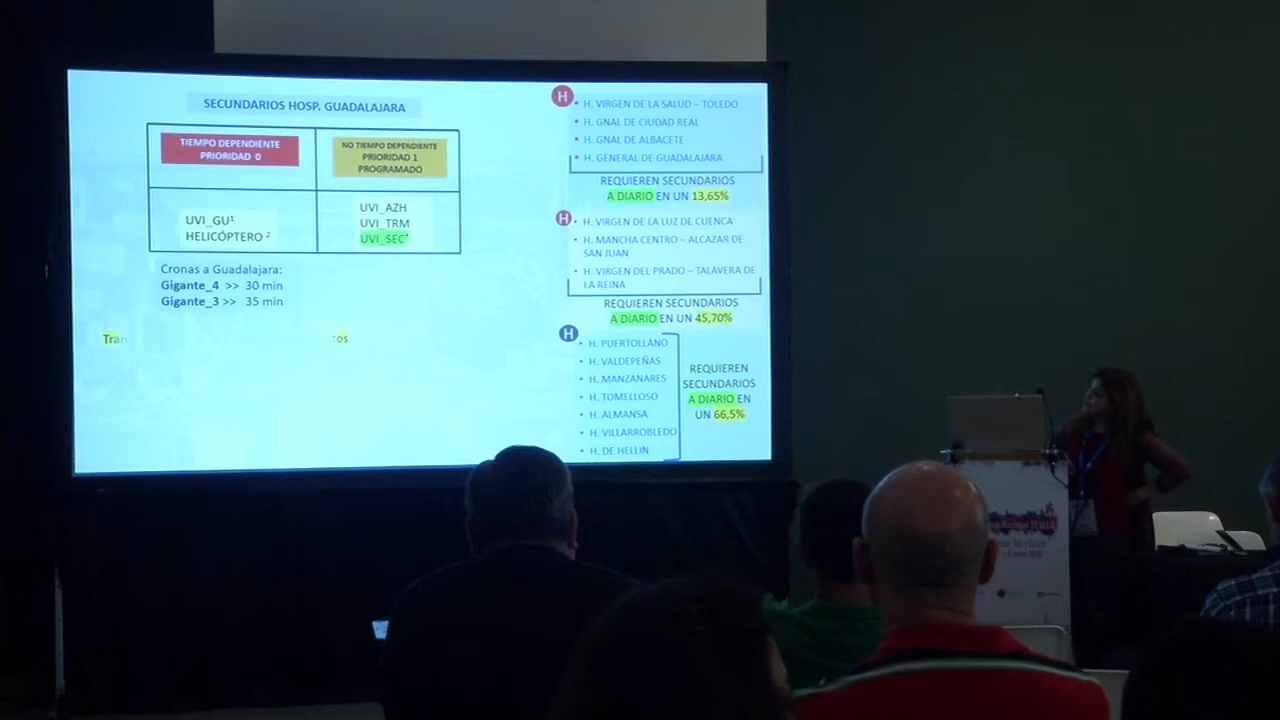 SECUNDARIOS HOSP. GUADALAJARA
TIEMPO DEPENDIENTE
PRIORIDAD 0
NO TIEMPO DEPENDIENTE
PRIORIDAD 1
PROGRAMADO
UVI_GU¹
HELICÓPTERO ²
UVI_AZH
UVI_TRM
UVI_SEC*
Cronas a Guadalajara:
Gigante_4 >> 30 min
Gigante_3 >> 35 min
H
• H. VIRGEN DE LA SALUD – TOLEDO
• H. GNAL DE CIUDAD REAL
• H. GNAL DE ALBACETE
• H. GENERAL DE GUADALAJARA
REQUIEREN SECUNDARIOS
A DIARIO EN UN 13,65%
H
• H. VIRGEN DE LA LUZ DE CUENCA
• H. MANCHA CENTRO – ALCAZAR DE
SAN JUAN
• H. VIRGEN DEL PRADO – TALAVERA DE
LA REINA
REQUIEREN SECUNDARIOS
A DIARIO EN UN 45,70%
H
• H. PUERTOLLANO
• H. VALDEPEÑAS
• H. MANZANARES
• H. TOMELLOSO
• H. ALMANSA
• H. VILLARROBLEDO
• H. DE HELLIN
REQUIEREN
SECUNDARIOS
A DIARIO EN
UN 66,5%